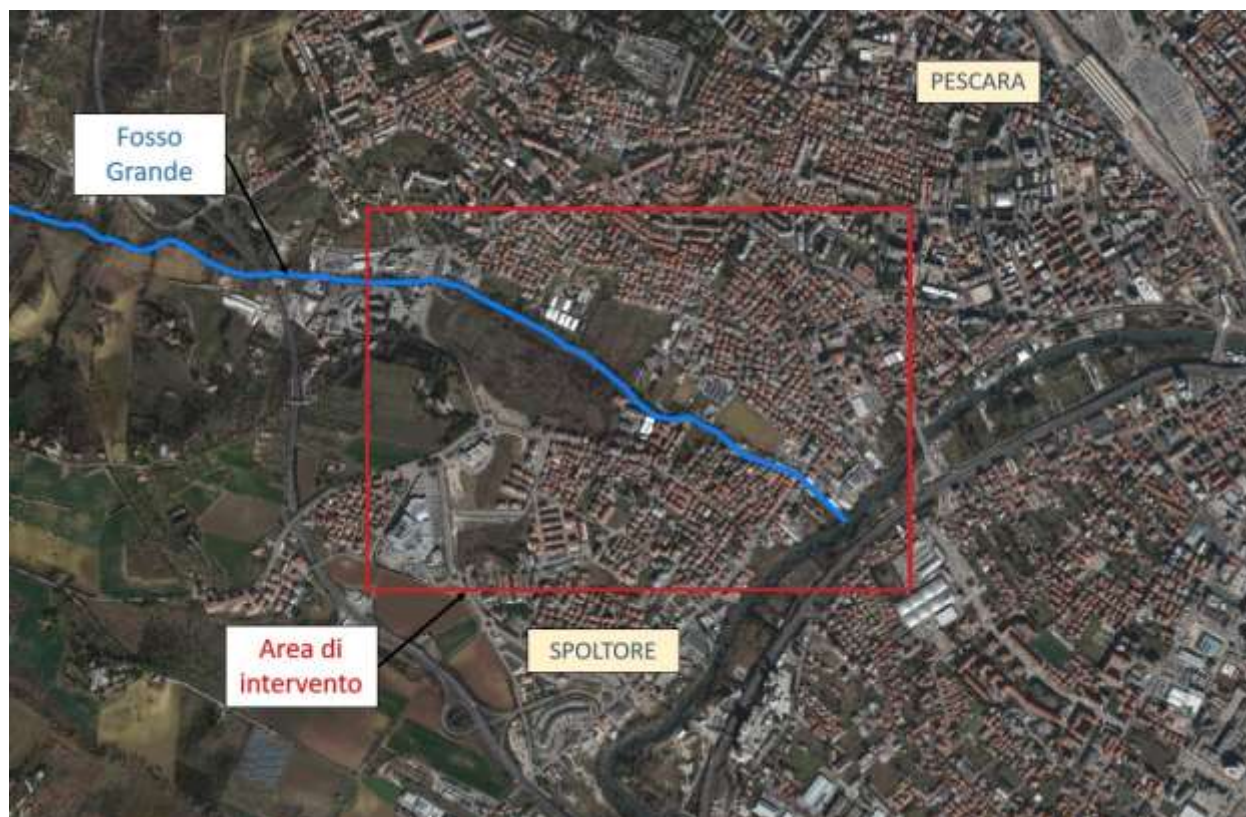 PESCARA
Fosso
Grande
Area di
intervento
SPOLTORE